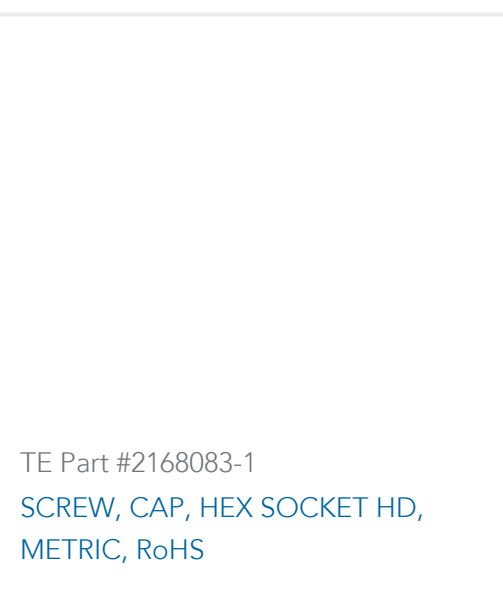 TE Part #2168083-1
SCREW, CAP, HEX SOCKET HD,
METRIC, RoHS